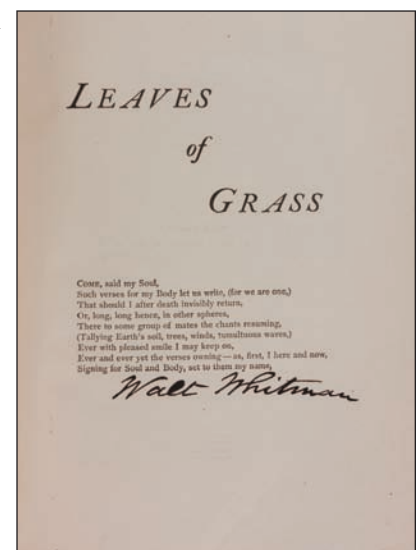 LEAVES
of
GRASS
COME, said my Soul,
Such verses for my Body let us write, (for we are one,)
That should I after death invisibly return,
Or, long, long hence, in other spheres,
There to some group of mates the chants resuming,
(Tallying Earth's soil, trees, winds, tumultuous waves,)
Ever with pleased smile I may keep on,
Ever and ever yet the verses owning — as, first, I here and now,
Signing for Soul and Body, set to them my name,
Walt Whitman